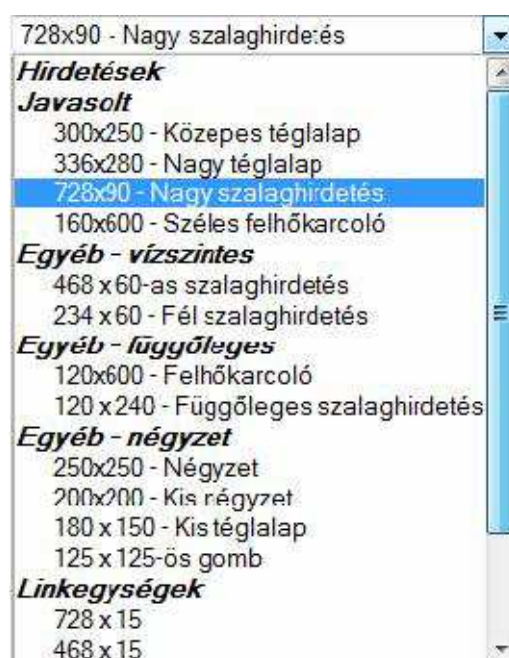 728x90 - Nagy szalaghirdetés
Hirdetések
Javasolt
300x250 - Közepes téglalap
336x280 - Nagy téglalap
728x90 - Nagy szalaghirdetés
160x600 - Széles felhőkarcoló
Egyéb - vízszintes
468 x 60-as szalaghirdetés
234 x 60 - Fél szalaghirdetés
Egyéb - függőleges
120x600 - Felhőkarcoló
120 x 240 - Függőleges szalaghirdetés
Egyéb - négyzet
250x250 - Négyzet
200x200 - Kis négyzet
180 x 150 - Kis téglalap
125 x 125-ös gomb
Linkegységek
728 x 15
468 x 15